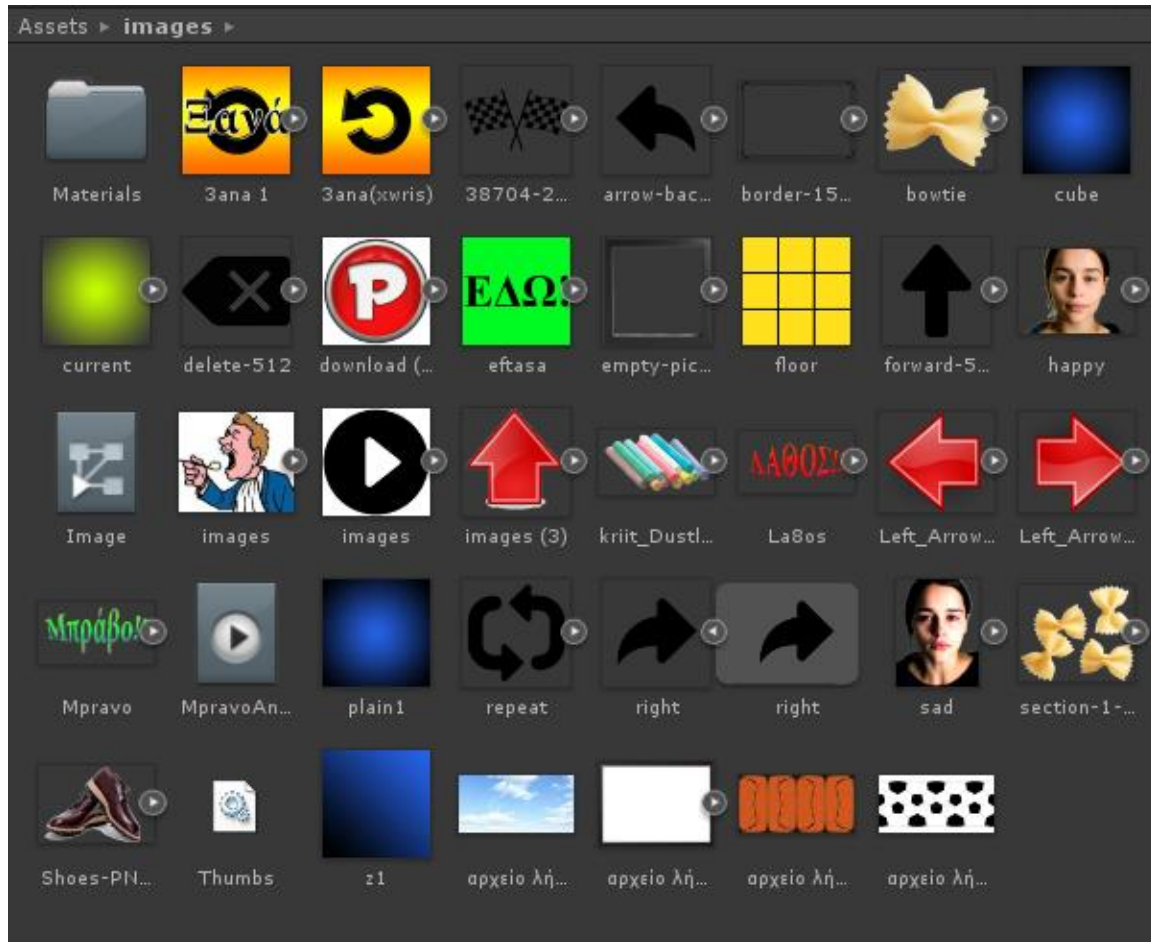 Assets ▸ images ▸
Ξανά
Materials
3ana 1
3ana(xwris)
38704-2...
arrow-bac...
border-15...
bowtie
cube
P
ΕΔΩ!
current
delete-512
download (...
eftasa
empty-pic...
floor
forward-5...
happy
ΛΑΘΟΣ!!
Image
images
images
images (3)
kriit_Dustl...
La8os
Left_Arrow...
Left_Arrow...
Μπράβο!!
Mpravo
MpravoAn...
plain1
repeat
right
right
sad
section-1-...
Shoes-PN...
Thumbs
z1
αρχείο λή...
αρχείο λή...
αρχείο λή...
αρχείο λή...